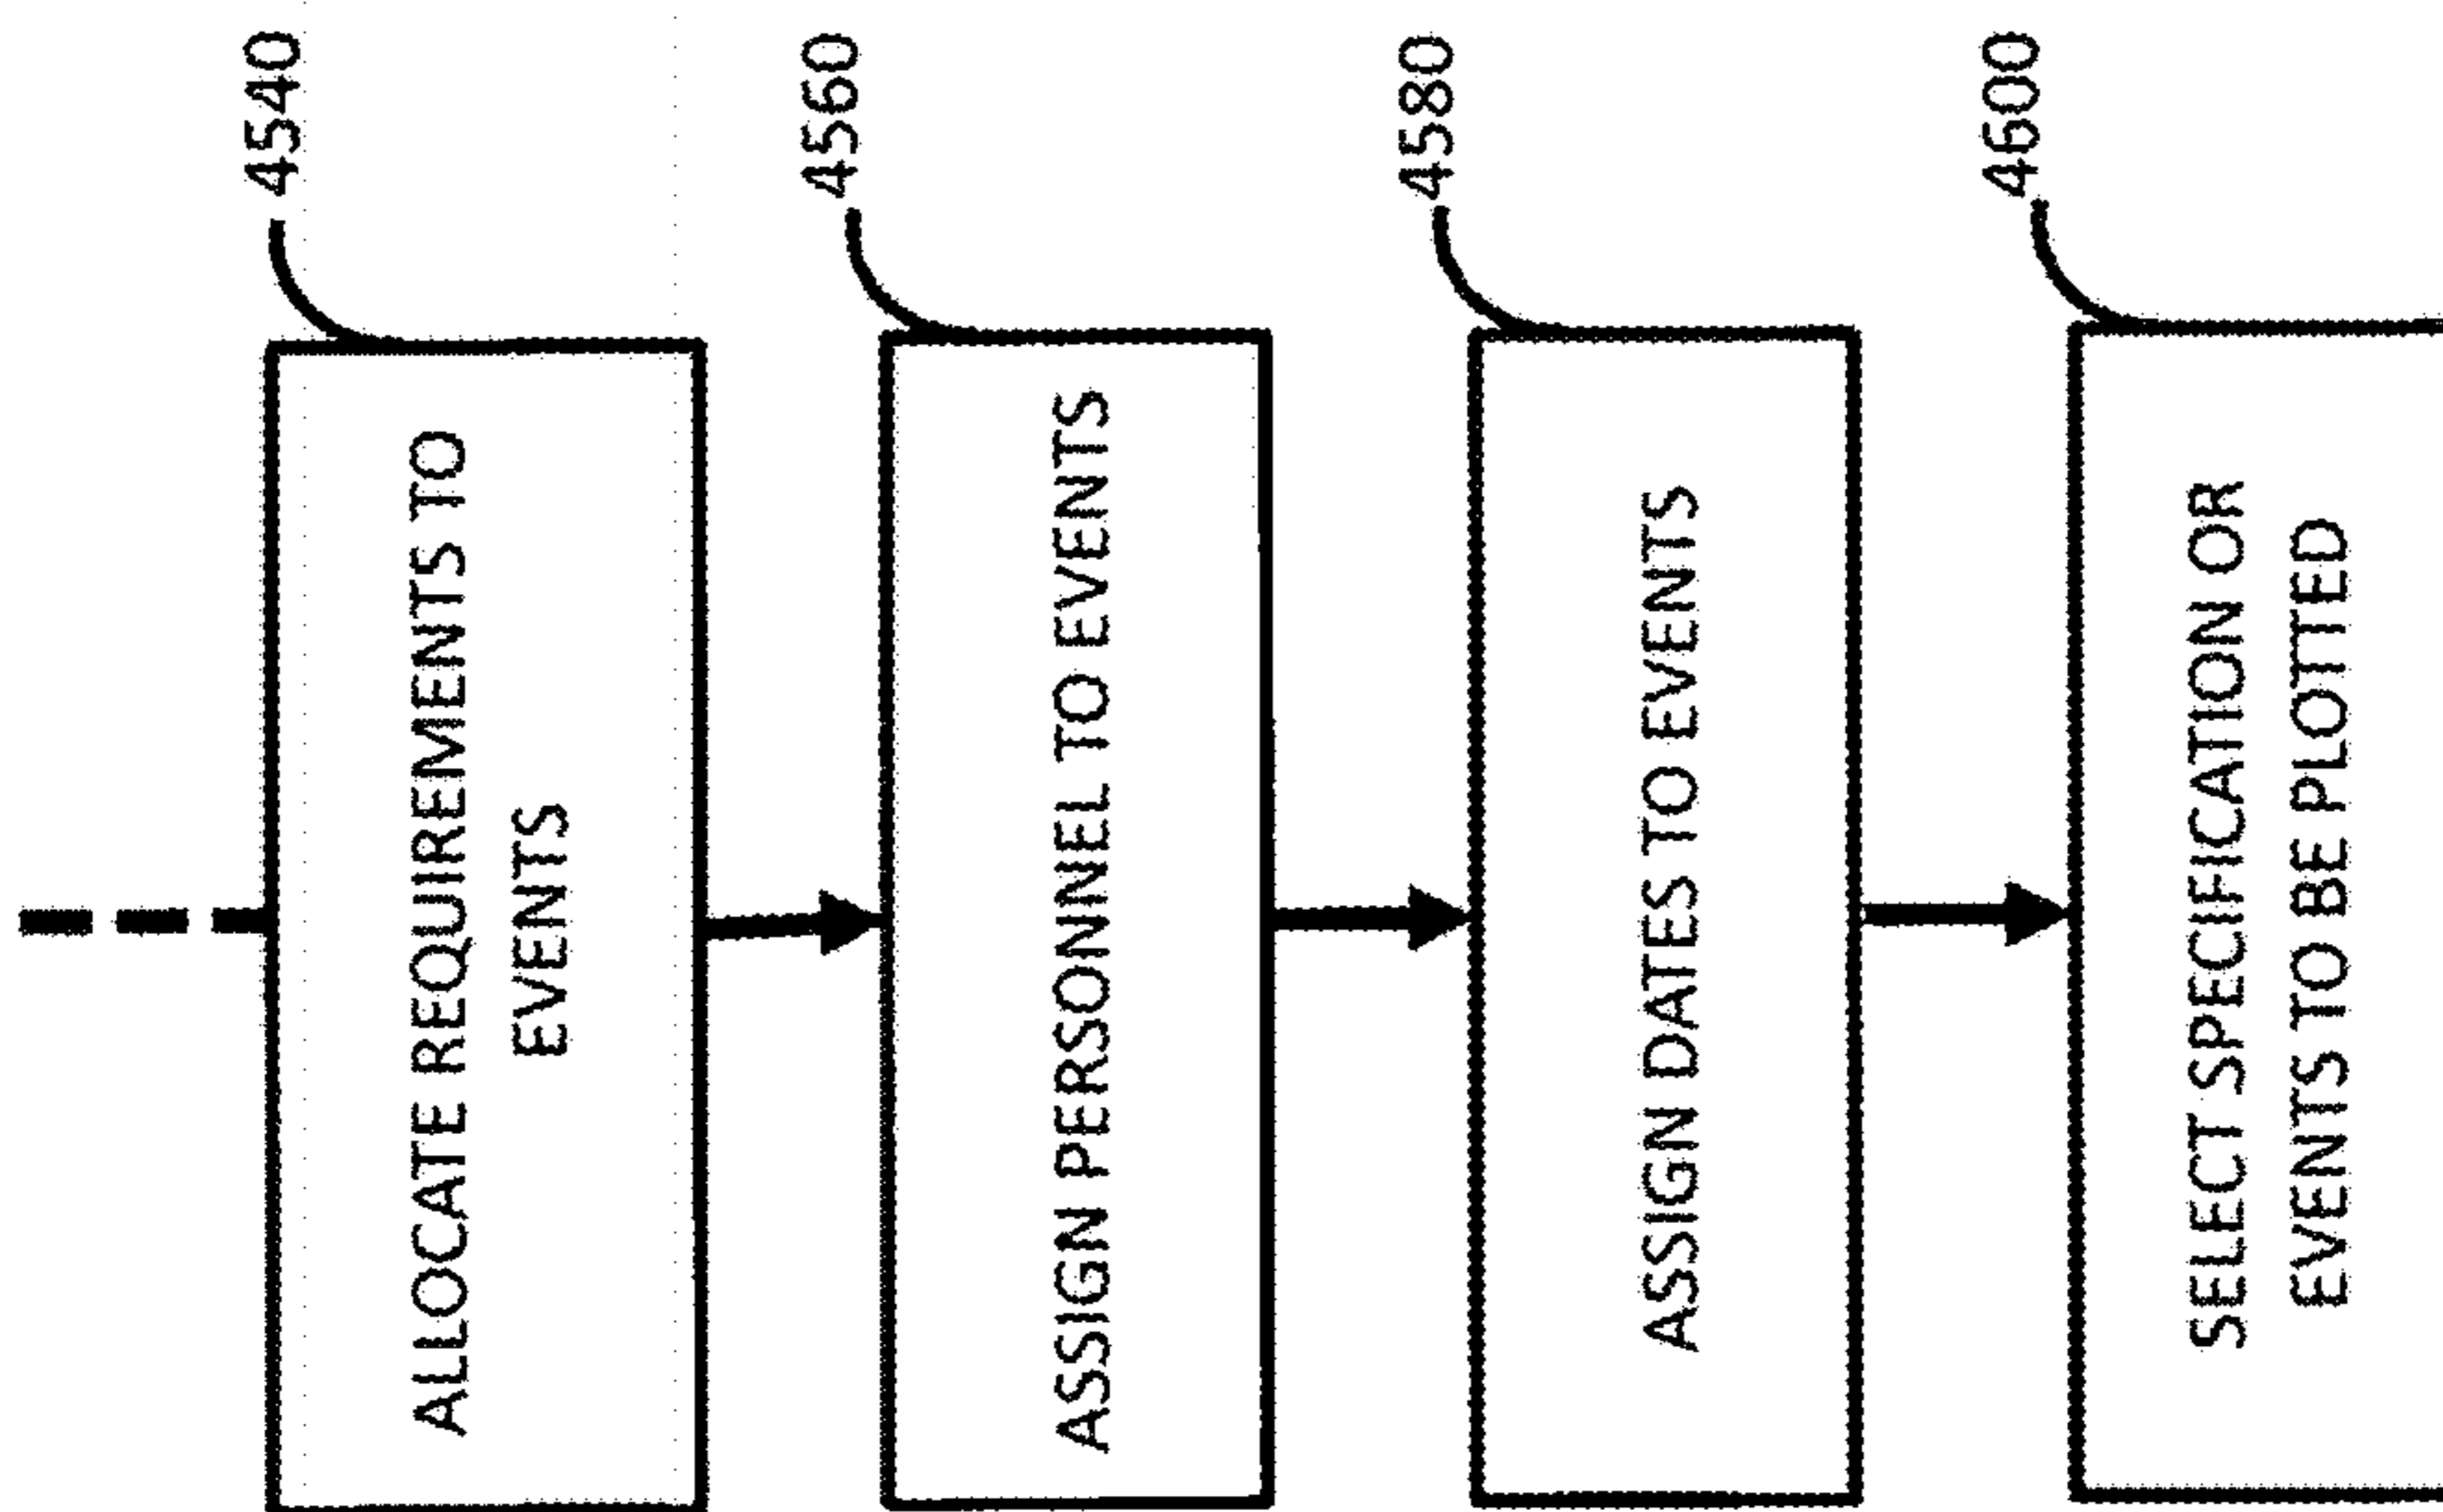 4540
ALLOCATE REQUIREMENTS TO
EVENTS
4560
ASSIGN PERSONNEL TO EVENTS
4580
ASSIGN DATES TO EVENTS
4600
SELECT SPECIFICATION OR
EVENTS TO BE PLOTTED